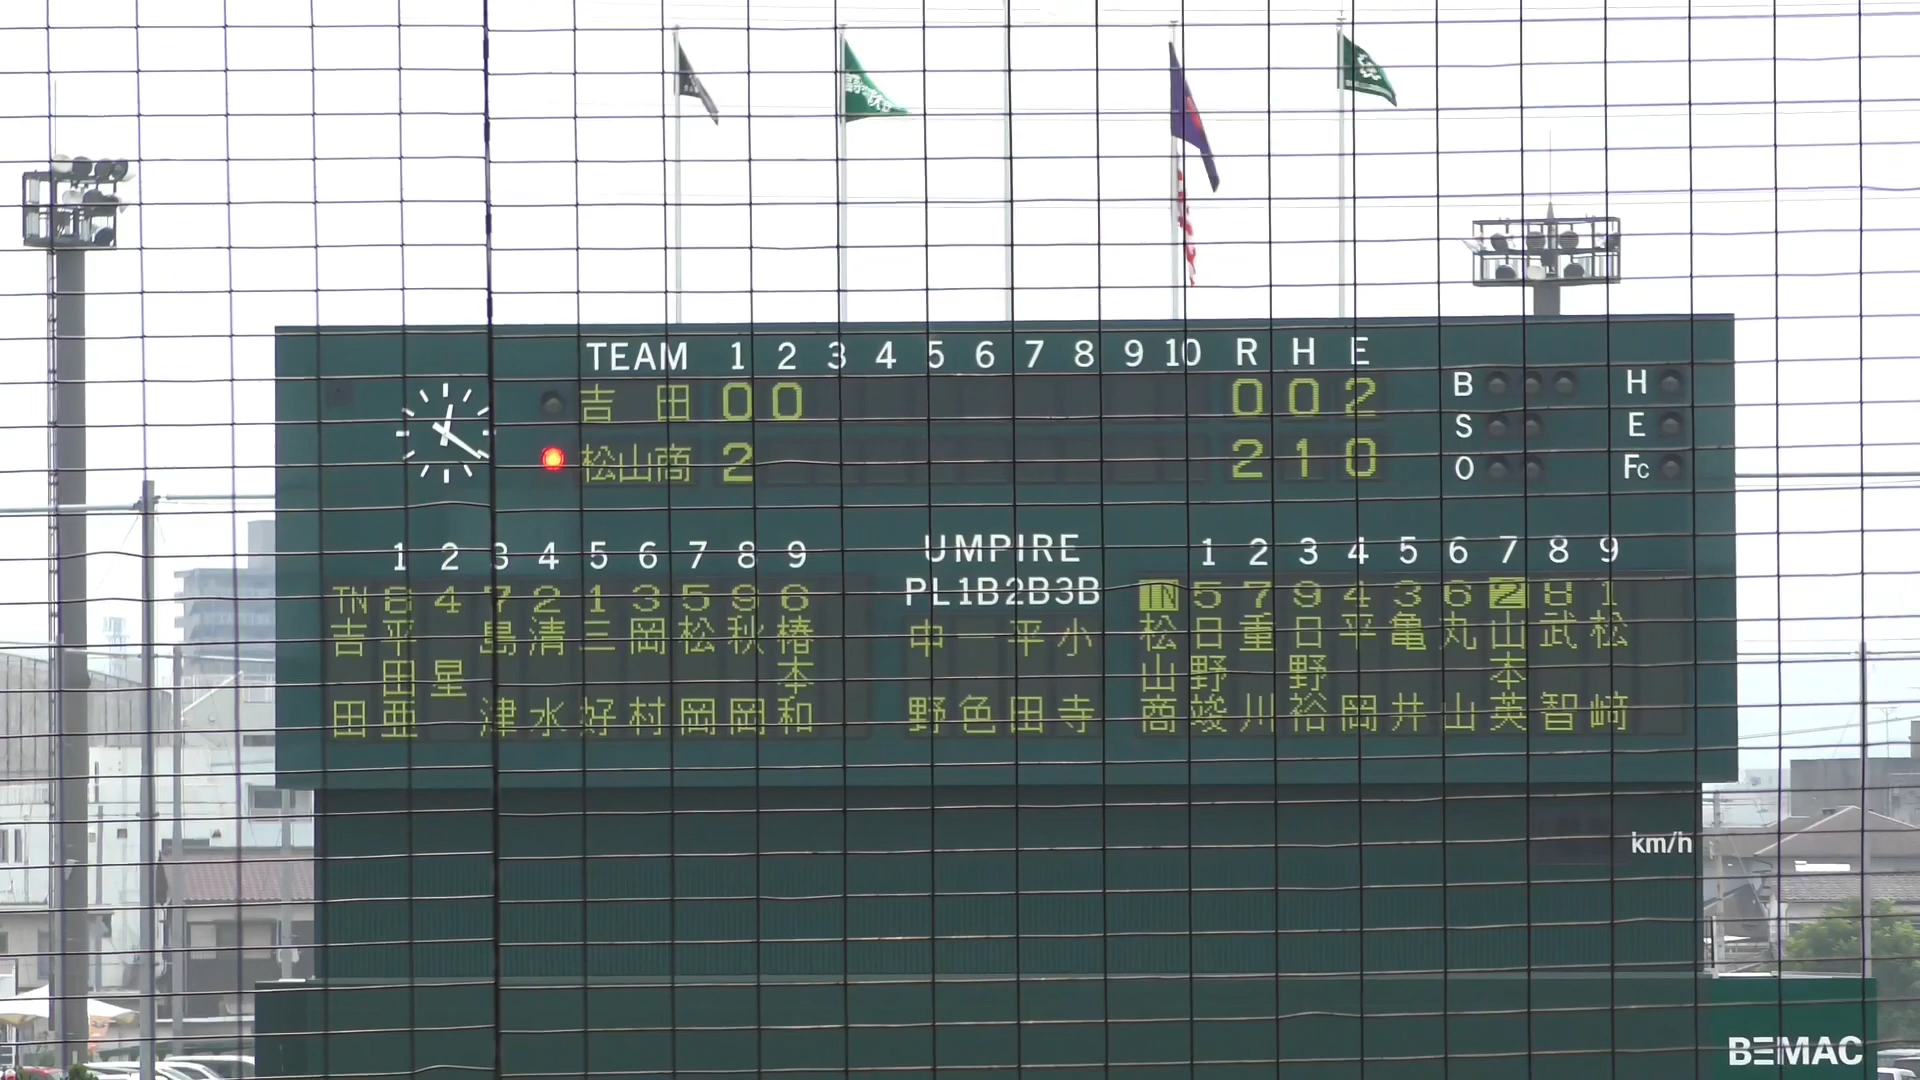 TEAM 1 2 3 4 5 6 7 8 9 10 R H E
吉田 0 0 0 0 2
松山商 2 2 1 0
B H
S E
O Fc
1 2 3 4 5 6 7 8 9
IN 8 4 7 2 1 3 5 9 6
吉田
平田亜
星
島津
清水
三好
岡村
松岡
秋岡
椿本和
UMPIRE
PL 1B 2B 3B
中野
一色
平田
小寺
1 2 3 4 5 6 7 8 9
IN 5 7 9 4 3 6 2 8 1
松山商
日野竣
重川
日野裕
平岡
亀井
丸山
山本英
武智
松﨑
km/h
BEMAC